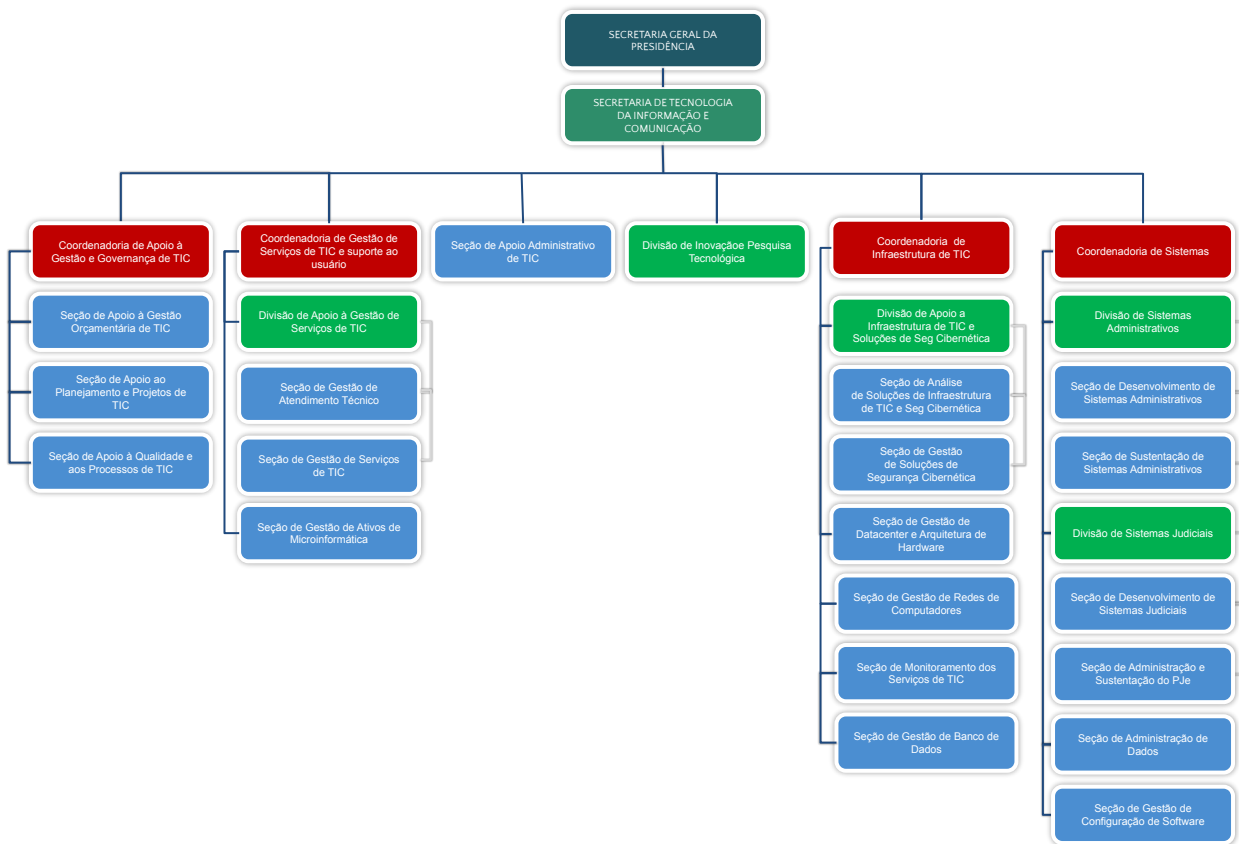 SECRETARIA GERAL DA
PRESIDÊNCIA
SECRETARIA DE TECNOLOGIA
DA INFORMAÇÃO E
COMUNICAÇÃO
Coordenadoria de Apoio à
Gestão e Governança de TIC
Seção de Apoio à Gestão
Orçamentária de TIC
Seção de Apoio ao
Planejamento e Projetos de
TIC
Seção de Apoio à Qualidade e
aos Processos de TIC
Coordenadoria de Gestão de
Serviços de TIC e suporte ao
usuário
Divisão de Apoio à Gestão de
Serviços de TIC
Seção de Gestão de
Atendimento Técnico
Seção de Gestão de Serviços
de TIC
Seção de Gestão de Ativos de
Microinformática
Seção de Apoio Administrativo
de TIC
Divisão de Inovaçãoe Pesquisa
Tecnológica
Coordenadoria de
Infraestrutura de TIC
Divisão de Apoio a
Infraestrutura de TIC e
Soluções de Seg Cibernética
Seção de Análise
de Soluções de Infraestrutura
de TIC e Seg Cibernética
Seção de Gestão
de Soluções de
Segurança Cibernética
Seção de Gestão de
Datacenter e Arquitetura de
Hardware
Seção de Gestão de Redes de
Computadores
Seção de Monitoramento dos
Serviços de TIC
Seção de Gestão de Banco de
Dados
Coordenadoria de Sistemas
Divisão de Sistemas
Administrativos
Seção de Desenvolvimento de
Sistemas Administrativos
Seção de Sustentação de
Sistemas Administrativos
Divisão de Sistemas Judiciais
Seção de Desenvolvimento de
Sistemas Judiciais
Seção de Administração e
Sustentação do PJe
Seção de Administração de
Dados
Seção de Gestão de
Configuração de Software